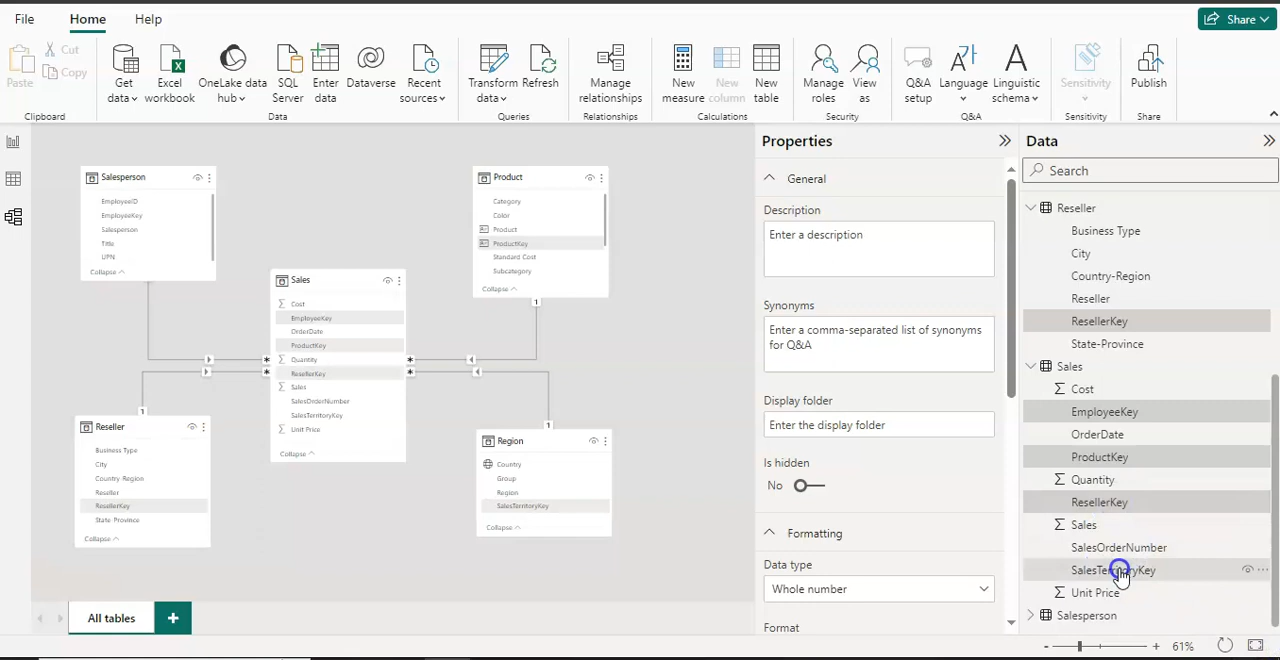 File Home Help Share
Paste Cut Copy
Get data Excel workbook OneLake data hub SQL Server Enter data Dataverse Recent sources Transform data Refresh Manage relationships New measure New column New table Manage roles View as Q&A setup Language Linguistic schema Sensitivity Publish
Clipboard Data Queries Relationships Calculations Security Q&A Sensitivity Share
Salesperson
EmployeeID
EmployeeKey
Salesperson
Title
UPN
Collapse
Product
Category
Color
Product
ProductKey
Standard Cost
Subcategory
Collapse
1
Sales
Σ Cost
EmployeeKey
OrderDate
ProductKey
Σ Quantity
ResellerKey
Σ Sales
SalesOrderNumber
SalesTerritoryKey
Σ Unit Price
Collapse
* *
* *
1
Reseller
Business Type
City
Country-Region
Reseller
ResellerKey
State-Province
Collapse
1
Region
Country
Group
Region
SalesTerritoryKey
Collapse
All tables +
Properties
General
Description
Enter a description
Synonyms
Enter a comma-separated list of synonyms
for Q&A
Display folder
Enter the display folder
Is hidden
No
Formatting
Data type
Whole number
Format
Data
Search
Reseller
Business Type
City
Country-Region
Reseller
ResellerKey
State-Province
Sales
Σ Cost
EmployeeKey
OrderDate
ProductKey
Σ Quantity
ResellerKey
Σ Sales
SalesOrderNumber
SalesTerritoryKey
Σ Unit Price
Salesperson
- + 61%